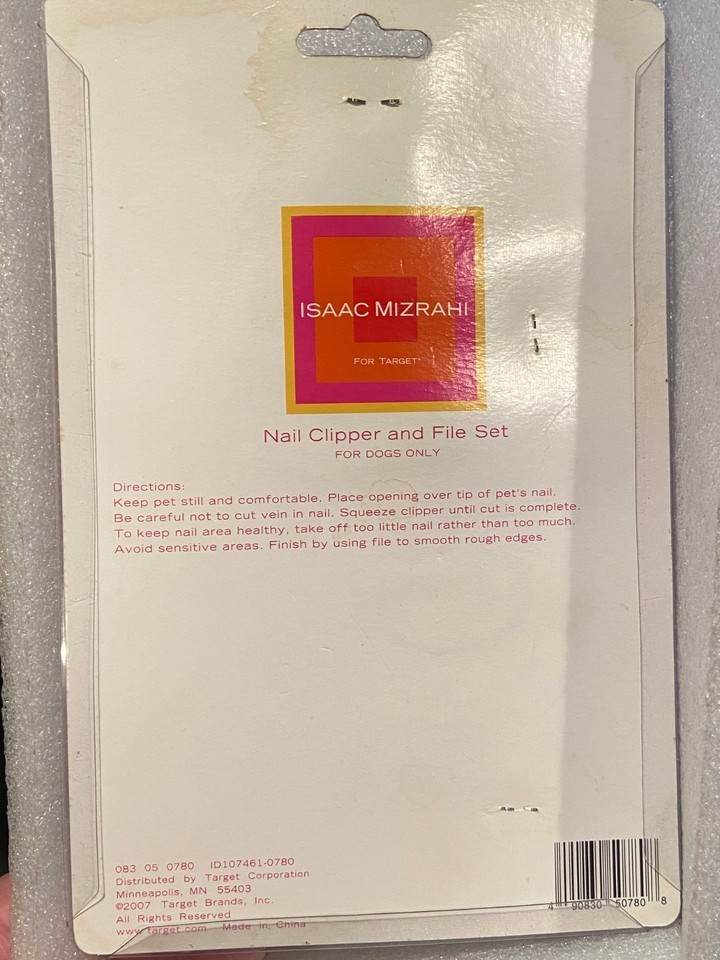 ISAAC MIZRAHI
FOR TARGET
Nail Clipper and File Set
FOR DOGS ONLY
Directions:
Keep pet still and comfortable. Place opening over tip of pet's nail.
Be careful not to cut vein in nail. Squeeze clipper until cut is complete.
To keep nail area healthy, take off too little nail rather than too much.
Avoid sensitive areas. Finish by using file to smooth rough edges.
083 05 0780 ID107461-0780
Distributed by Target Corporation
Minneapolis, MN 55403
©2007 Target Brands, Inc.
All Rights Reserved
www.target.com Made in China
4 90830 50780 8